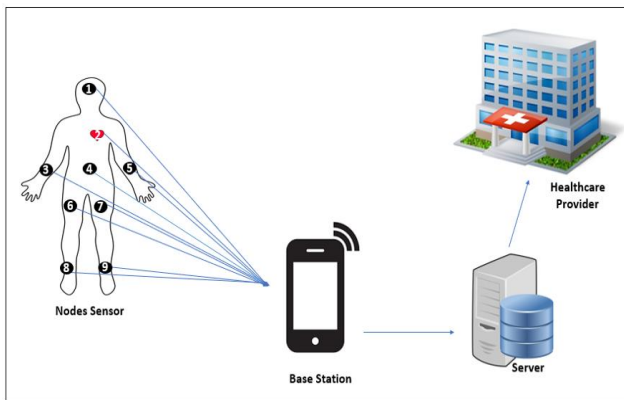 1
2
3
4
5
6
7
8
9
Nodes Sensor
Base Station
Server
Healthcare
Provider